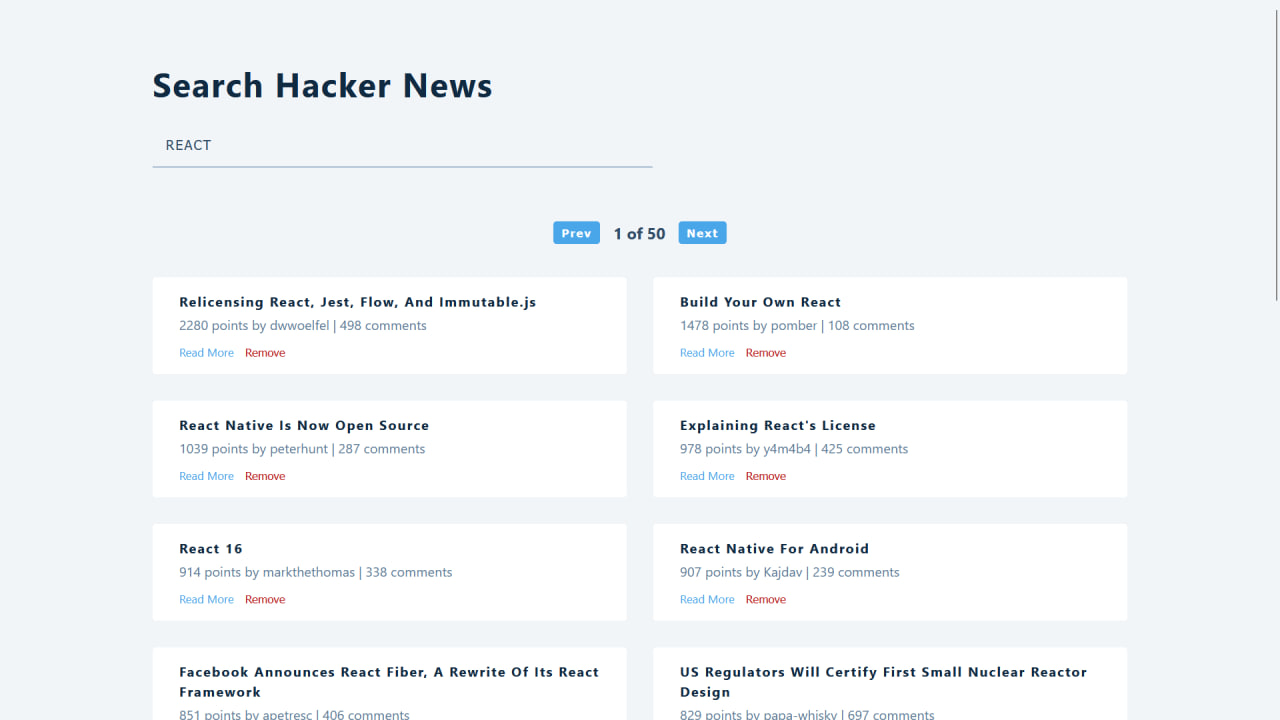 Search Hacker News
REACT
Prev 1 of 50 Next
Relicensing React, Jest, Flow, And Immutable.js
2280 points by dwwoelfel | 498 comments
Read More Remove
Build Your Own React
1478 points by pomber | 108 comments
Read More Remove
React Native Is Now Open Source
1039 points by peterhunt | 287 comments
Read More Remove
Explaining React's License
978 points by y4m4b4 | 425 comments
Read More Remove
React 16
914 points by markthethomas | 338 comments
Read More Remove
React Native For Android
907 points by Kajdav | 239 comments
Read More Remove
Facebook Announces React Fiber, A Rewrite Of Its React
Framework
851 points by apetresc | 406 comments
US Regulators Will Certify First Small Nuclear Reactor
Design
829 points by papa-whisky | 697 comments